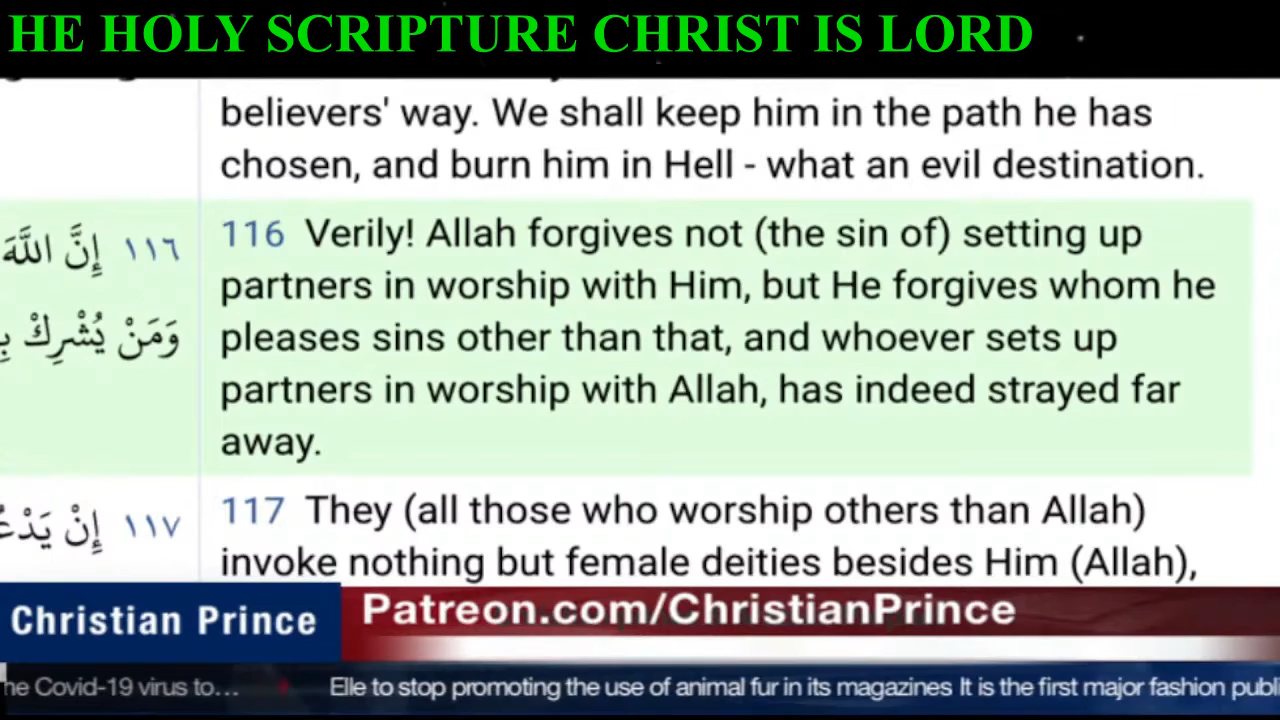 HE HOLY SCRIPTURE CHRIST IS LORD
believers' way. We shall keep him in the path he has
chosen, and burn him in Hell - what an evil destination.
١١٦ إِنَّ اللَّهَ
وَمَنْ يُشْرِكْ بِ
116 Verily! Allah forgives not (the sin of) setting up
partners in worship with Him, but He forgives whom he
pleases sins other than that, and whoever sets up
partners in worship with Allah, has indeed strayed far
away.
١١٧ إِنْ يَدْعُ
117 They (all those who worship others than Allah)
invoke nothing but female deities besides Him (Allah),
Christian Prince
Patreon.com/ChristianPrince
he Covid-19 virus to... Elle to stop promoting the use of animal fur in its magazines It is the first major fashion publi